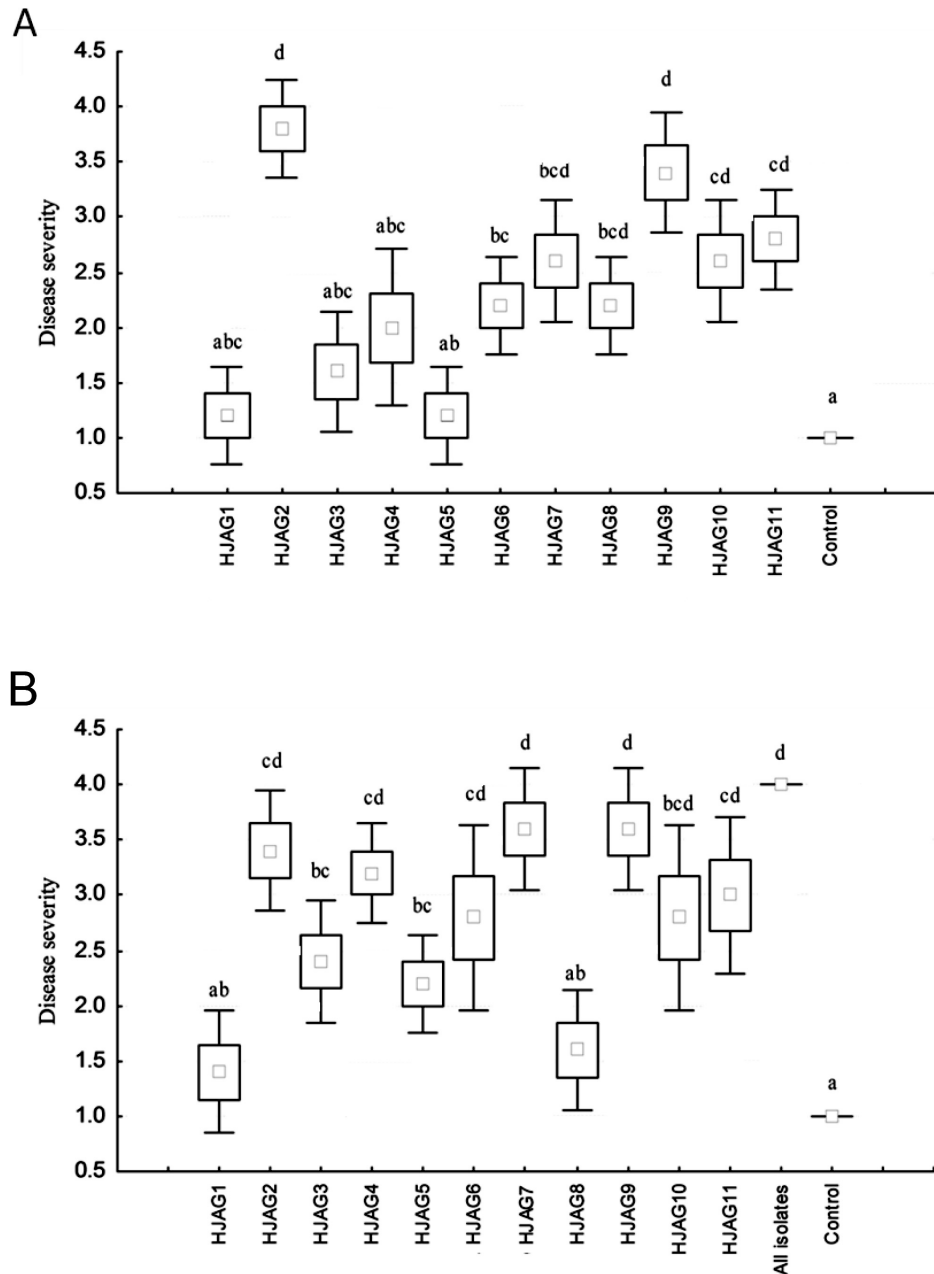 A
4.5
4.0
3.5
3.0
2.5
2.0
1.5
1.0
0.5
Disease severity
abc
d
abc
abc
ab
bc
bcd
bcd
d
cd
cd
a
HJAG1
HJAG2
HJAG3
HJAG4
HJAG5
HJAG6
HJAG7
HJAG8
HJAG9
HJAG10
HJAG11
Control
B
4.5
4.0
3.5
3.0
2.5
2.0
1.5
1.0
0.5
Disease severity
ab
cd
bc
cd
bc
cd
d
ab
d
bcd
cd
d
a
HJAG1
HJAG2
HJAG3
HJAG4
HJAG5
HJAG6
HJAG7
HJAG8
HJAG9
HJAG10
HJAG11
All isolates
Control